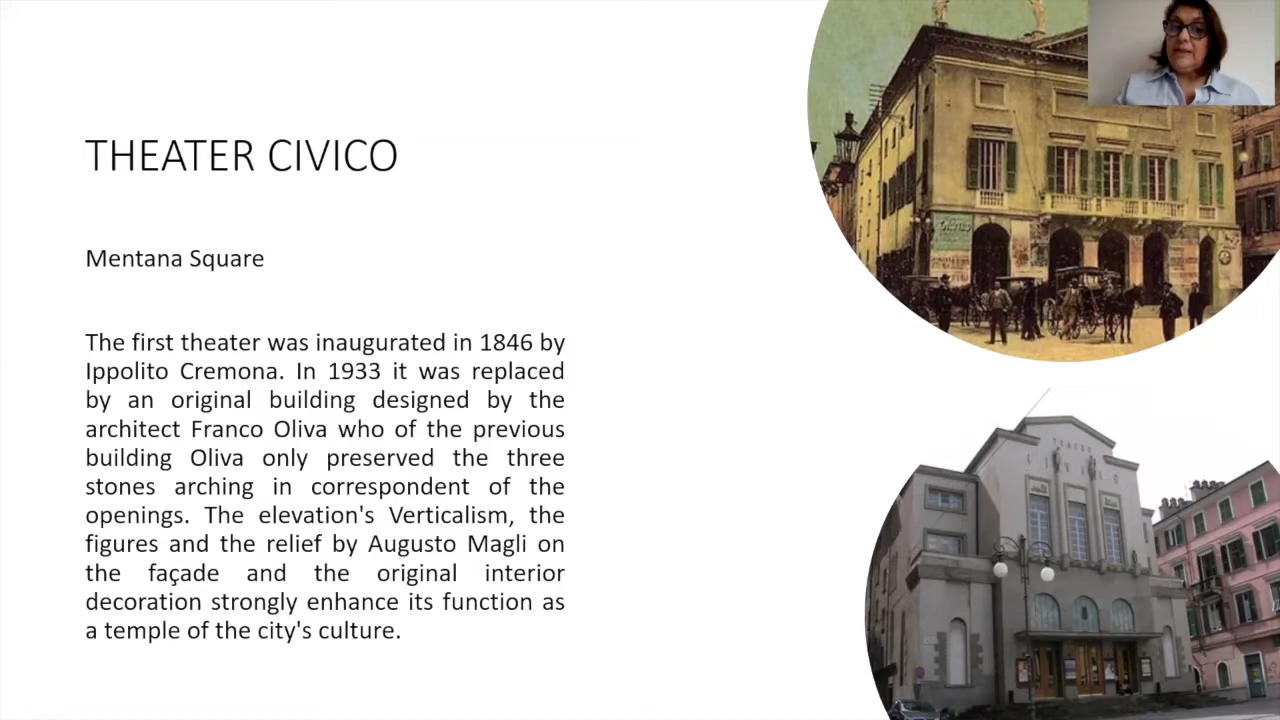 THEATER CIVICO
Mentana Square
The first theater was inaugurated in 1846 by
Ippolito Cremona. In 1933 it was replaced
by an original building designed by the
architect Franco Oliva who of the previous
building Oliva only preserved the three
stones arching in correspondent of the
openings. The elevation's Verticalism, the
figures and the relief by Augusto Magli on
the façade and the original interior
decoration strongly enhance its function as
a temple of the city's culture.
TEATRO
CIVICO